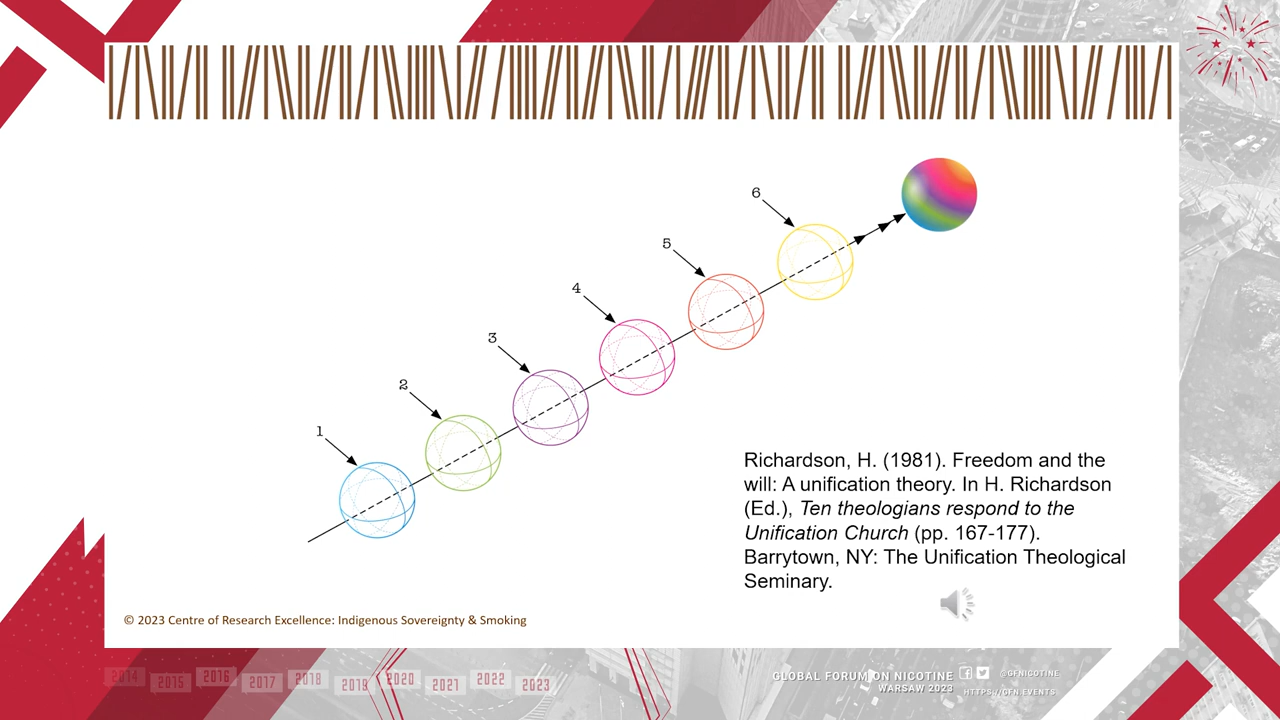 6
5
4
3
2
1
Richardson, H. (1981). Freedom and the
will: A unification theory. In H. Richardson
(Ed.), Ten theologians respond to the
Unification Church (pp. 167-177).
Barrytown, NY: The Unification Theological
Seminary.
© 2023 Centre of Research Excellence: Indigenous Sovereignty & Smoking
2014 2015 2016 2017 2018 2019 2020 2021 2022 2023
GLOBAL FORUM ON NICOTINE
WARSAW 2023
@GFNICOTINE
HTTPS://GFN.EVENTS